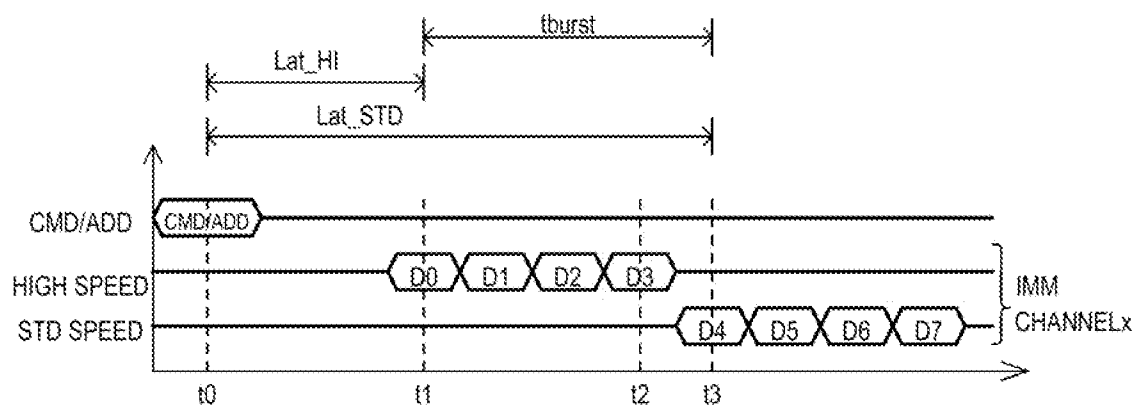 tburst
Lat_HI
Lat_STD
CMD/ADD CMD/ADD
HIGH SPEED D0 D1 D2 D3 IMM
STD SPEED D4 D5 D6 D7 CHANNELx
t0 t1 t2 t3